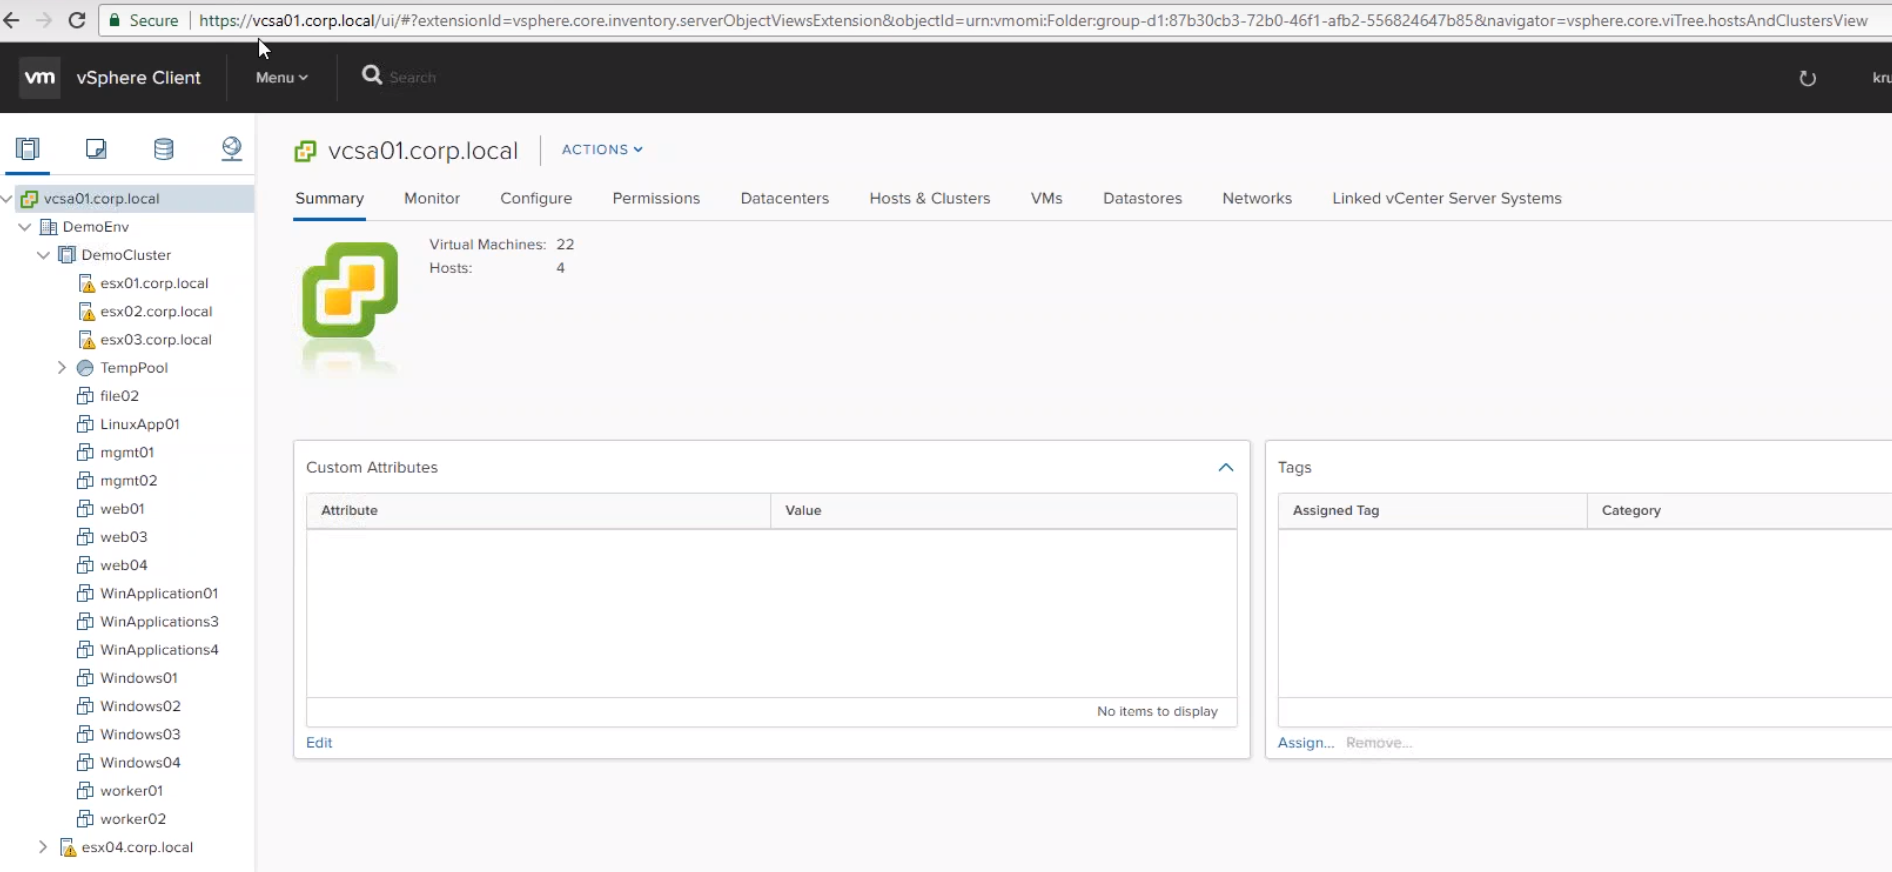 Secure https://vcsa01.corp.local/ui/#?extensionId=vsphere.core.inventory.serverObjectViewsExtension&objectId=urn:vmomi:Folder:group-d1:87b30cb3-72b0-46f1-afb2-556824647b85&navigator=vsphere.core.viTree.hostsAndClustersView
vm vSphere Client Menu Search kru
vcsa01.corp.local ACTIONS
Summary Monitor Configure Permissions Datacenters Hosts & Clusters VMs Datastores Networks Linked vCenter Server Systems
vcsa01.corp.local
DemoEnv
DemoCluster
esx01.corp.local
esx02.corp.local
esx03.corp.local
TempPool
file02
LinuxApp01
mgmt01
mgmt02
web01
web03
web04
WinApplication01
WinApplications3
WinApplications4
Windows01
Windows02
Windows03
Windows04
worker01
worker02
esx04.corp.local
Virtual Machines: 22
Hosts: 4
Custom Attributes
Attribute Value
No items to display
Edit
Tags
Assigned Tag Category
Assign... Remove...